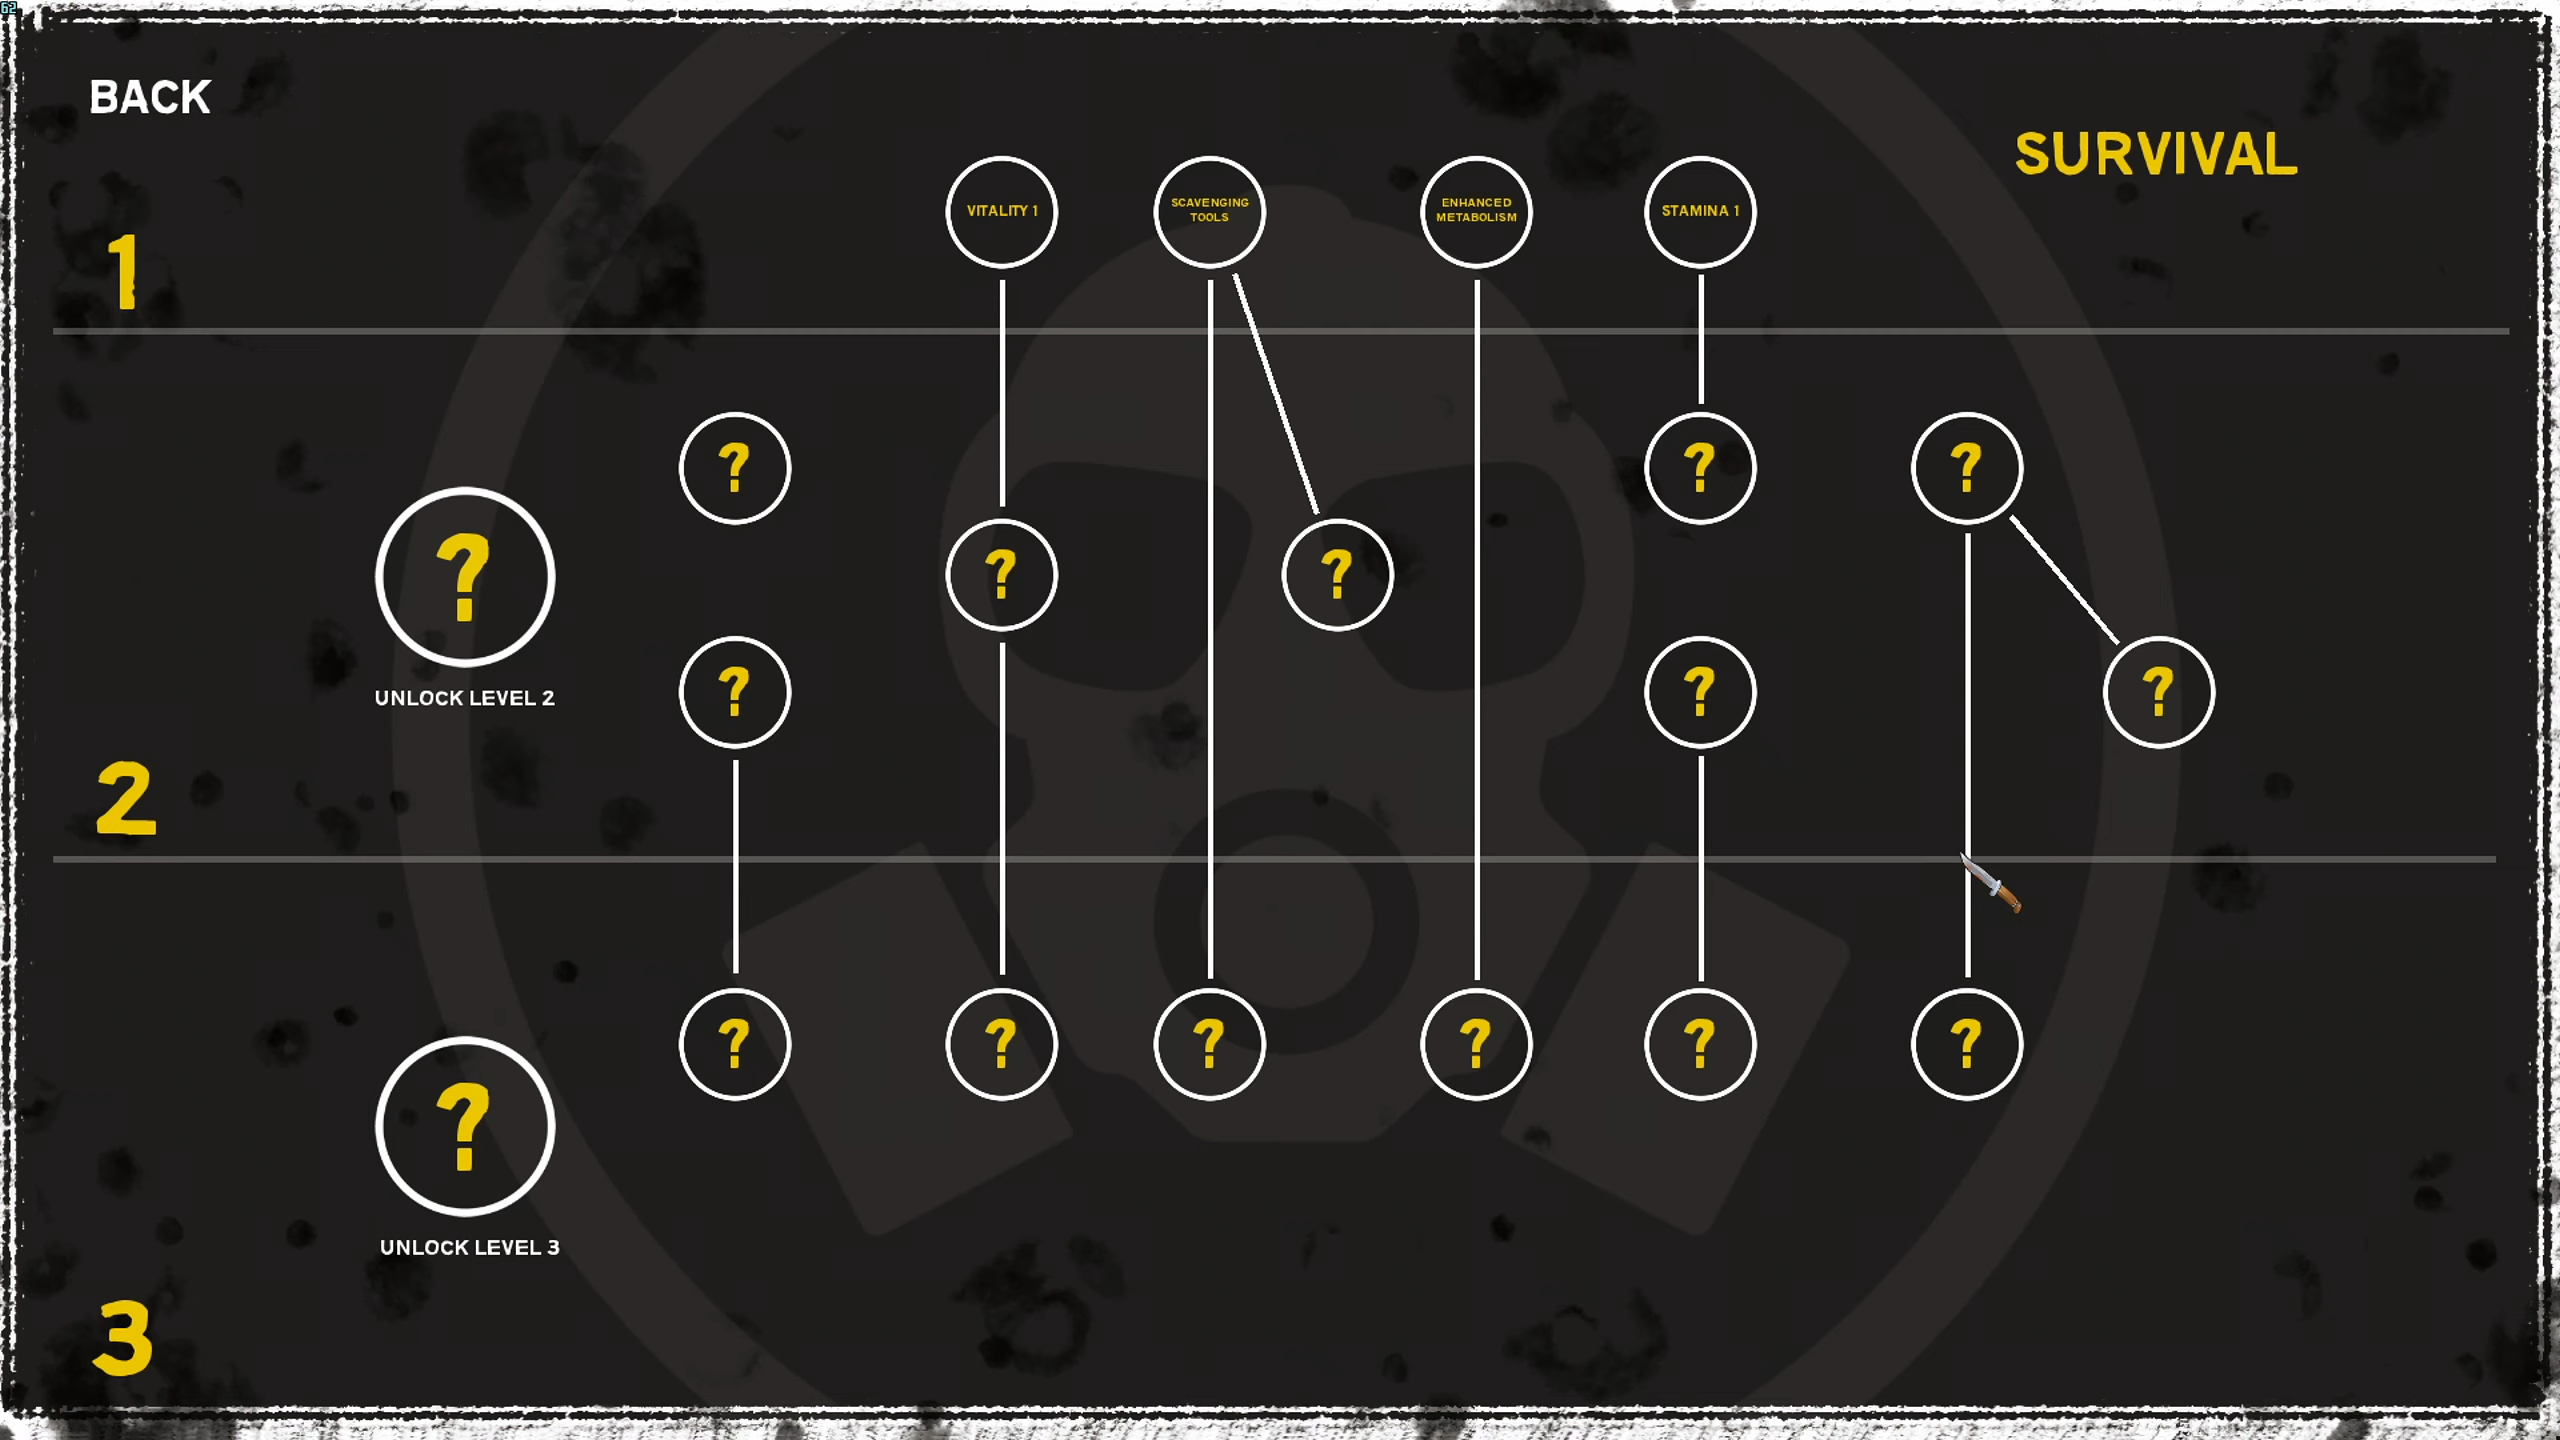 62
BACK
SURVIVAL
VITALITY 1
SCAVENGING
TOOLS
ENHANCED
METABOLISM
STAMINA 1
1
?
?
?
?
?
?
UNLOCK LEVEL 2
?
?
?
2
?
?
?
?
?
?
?
UNLOCK LEVEL 3
3